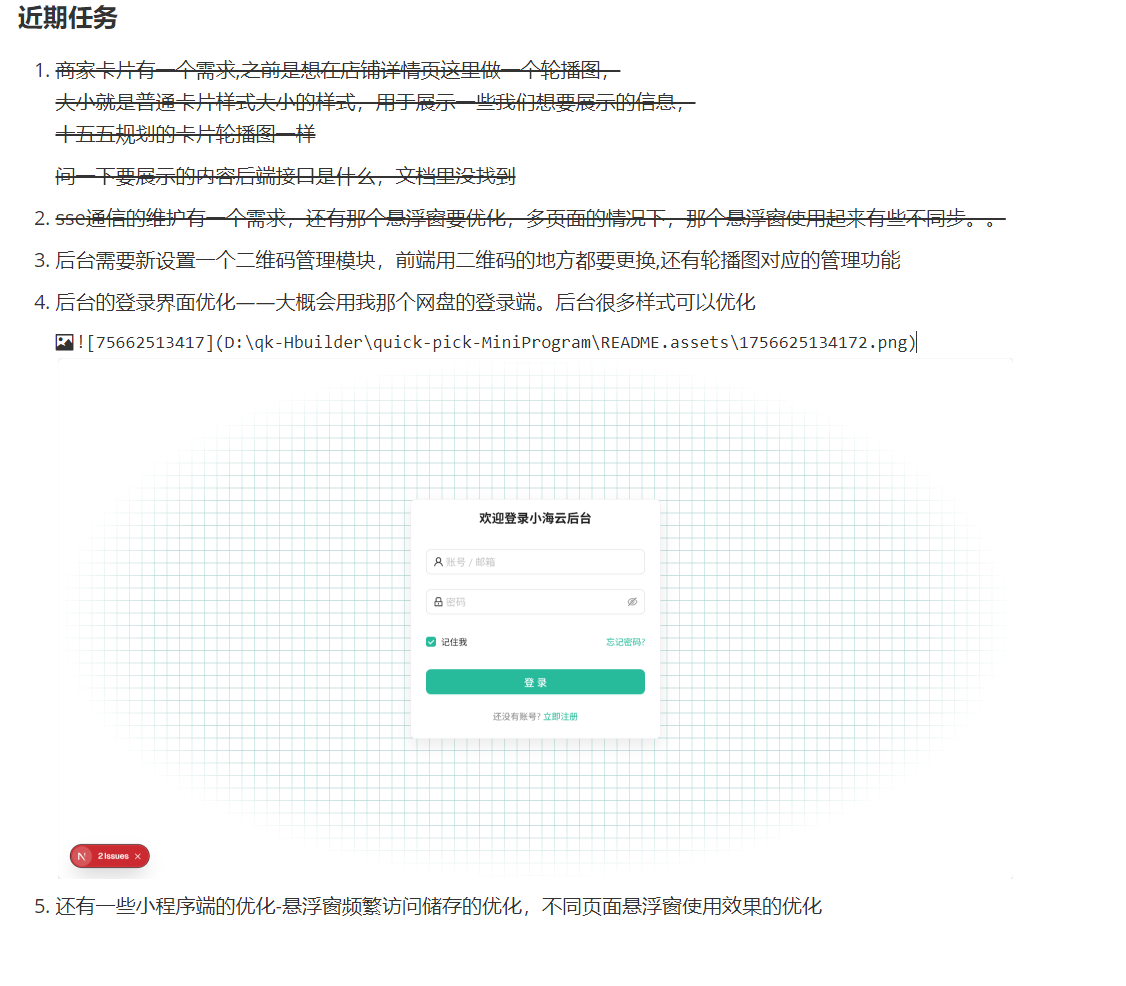 近期任务
1. 商家卡片有一个需求,之前是想在店铺详情页这里做一个轮播图，
大小就是普通卡片样式大小的样式，用于展示一些我们想要展示的信息，
十五五规划的卡片轮播图一样
问一下要展示的内容后端接口是什么，文档里没找到
2. sse通信的维护有一个需求，还有那个悬浮窗要优化，多页面的情况下，那个悬浮窗使用起来有些不同步。。
3. 后台需要新设置一个二维码管理模块，前端用二维码的地方都要更换,还有轮播图对应的管理功能
4. 后台的登录界面优化——大概会用我那个网盘的登录端。后台很多样式可以优化
![75662513417](D:\qk-Hbuilder\quick-pick-MiniProgram\README.assets\1756625134172.png)
欢迎登录小海云后台
账号 / 邮箱
密码
记住我 忘记密码?
登 录
还没有账号? 立即注册
N 2 Issues ×
5. 还有一些小程序端的优化-悬浮窗频繁访问储存的优化，不同页面悬浮窗使用效果的优化